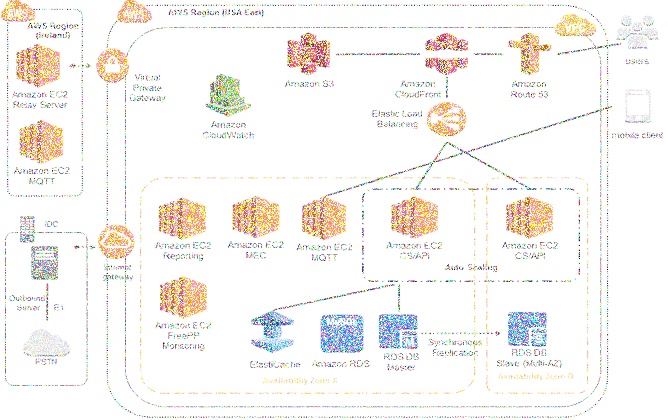 AWS Region (USA East)
AWS Region
(Ireland)
Amazon EC2
Relay Server
Amazon EC2
MQTT
Virtual
Private
Gateway
Amazon
CloudWatch
Amazon S3
Amazon
CloudFront
Amazon
Route 53
Users
Elastic Load
Balancing
mobile client
IDC
Outbound
Server
E1
PSTN
Internet
gateway
Amazon EC2
Reporting
Amazon EC2
MEC
Amazon EC2
MQTT
Amazon EC2
CS/API
Amazon EC2
CS/API
Auto Scaling
Amazon EC2
FreePP
Monitoring
ElastiCache
Amazon RDS
RDS DB
Master
Synchronous
Replication
RDS DB
Slave (Multi-AZ)
Availability Zone
Availability Zone